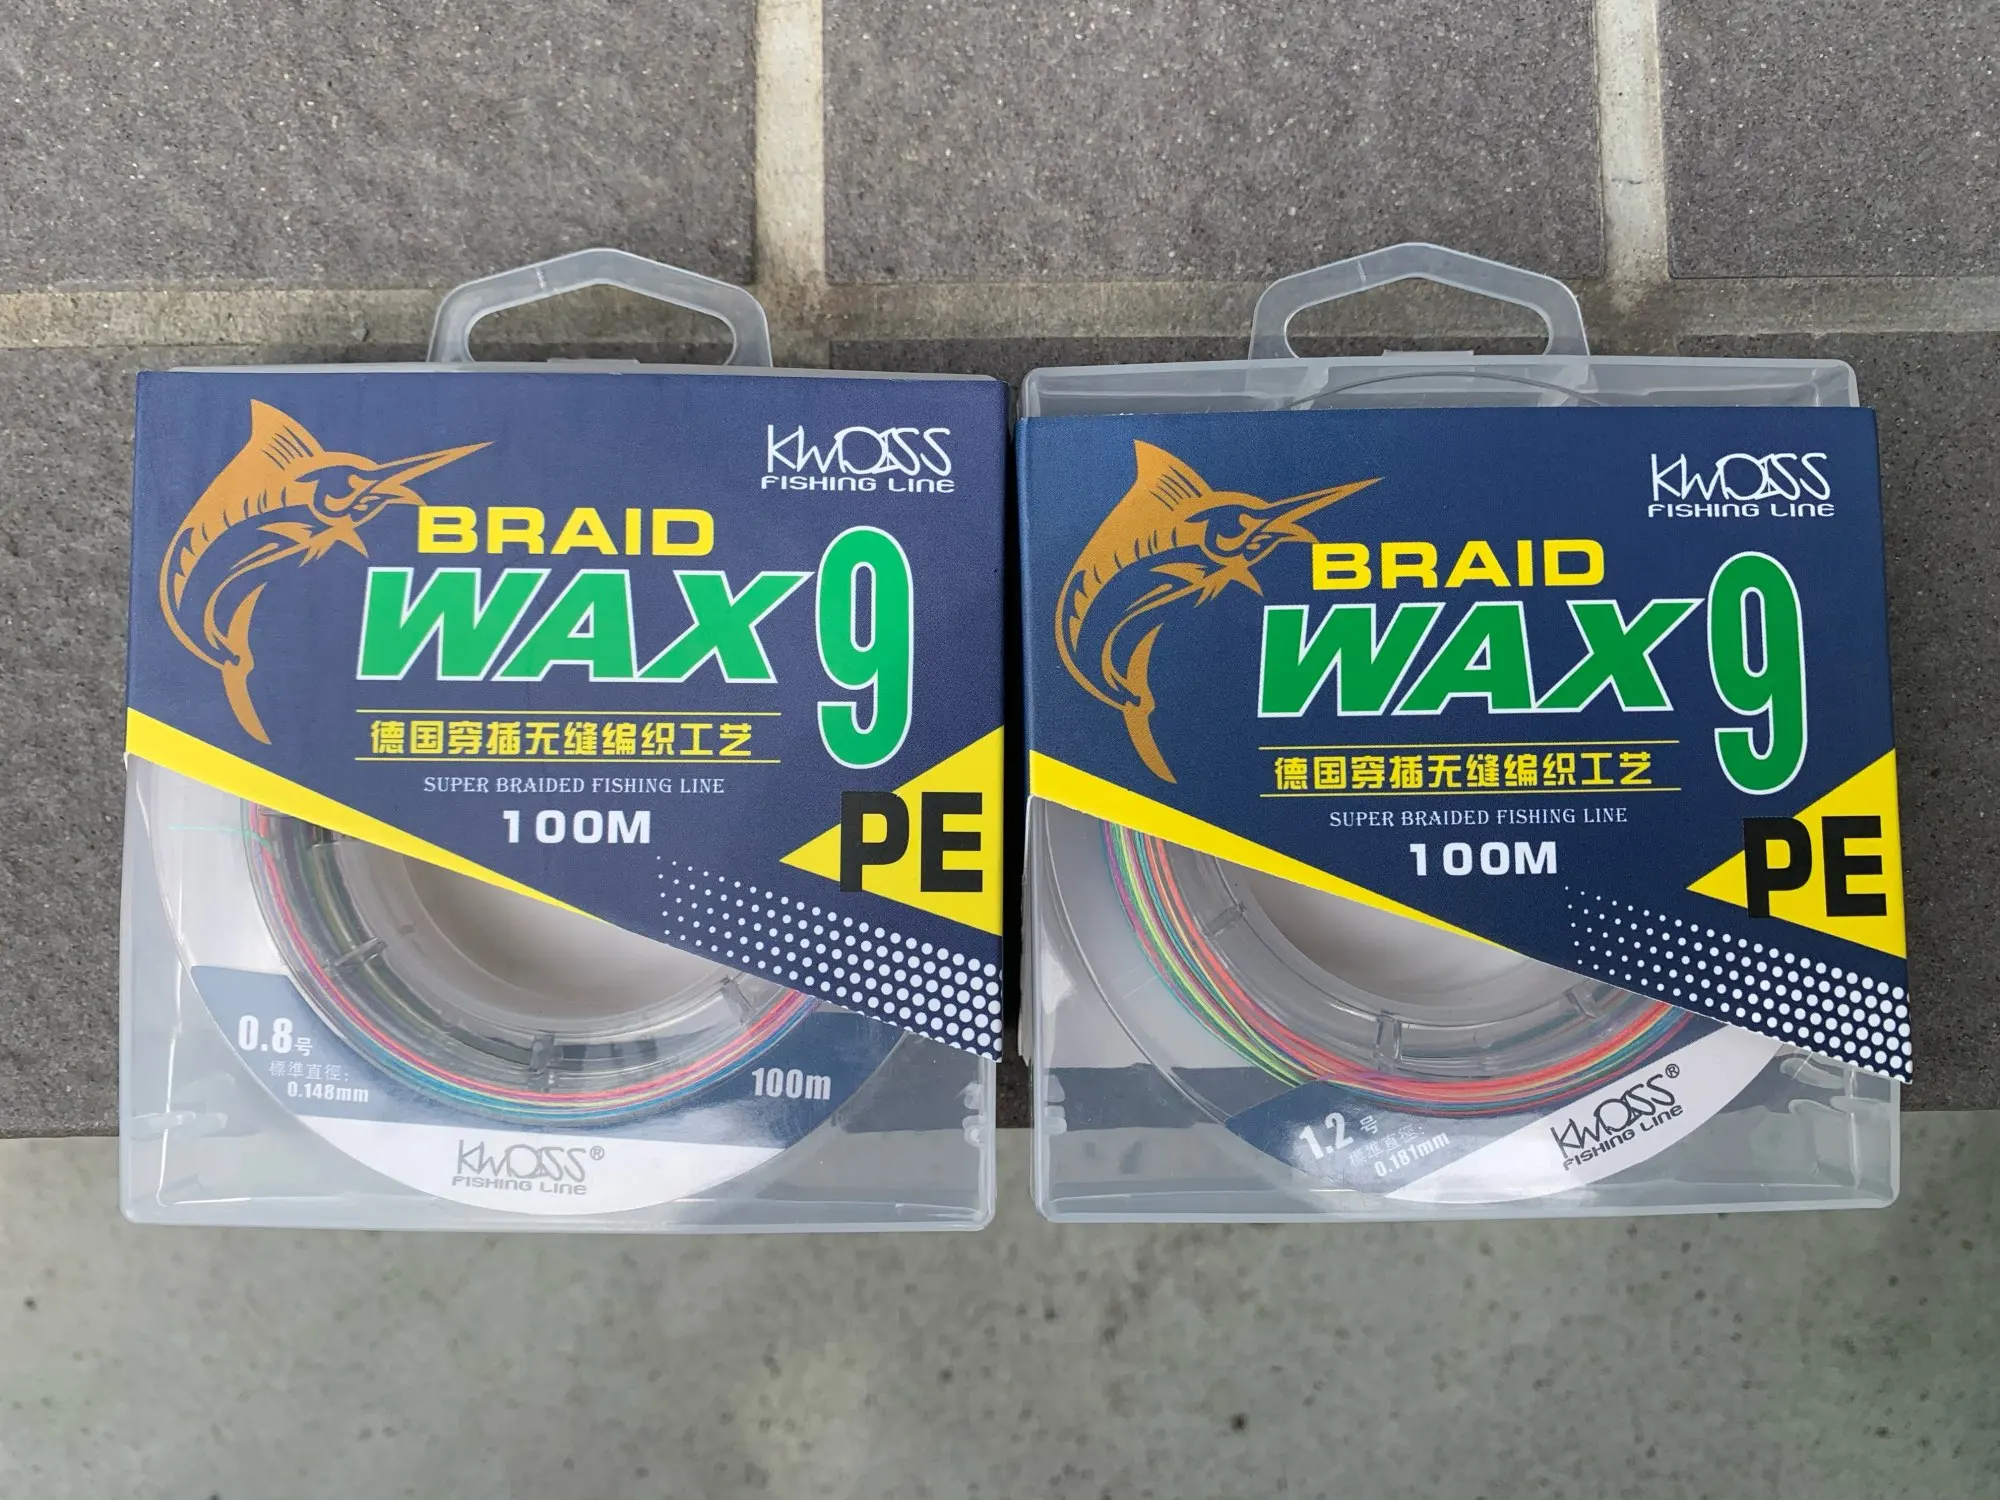 KWOSS
FISHING LINE
BRAID
WAX 9
德国穿插无缝编织工艺
SUPER BRAIDED FISHING LINE
100M
PE
0.8号
標準直徑:
0.148mm
100m
KWOSS®
FISHING LINE
KWOSS
FISHING LINE
BRAID
WAX 9
德国穿插无缝编织工艺
SUPER BRAIDED FISHING LINE
100M
PE
1.2号
標準直徑:
0.181mm
KWOSS®
FISHING LINE